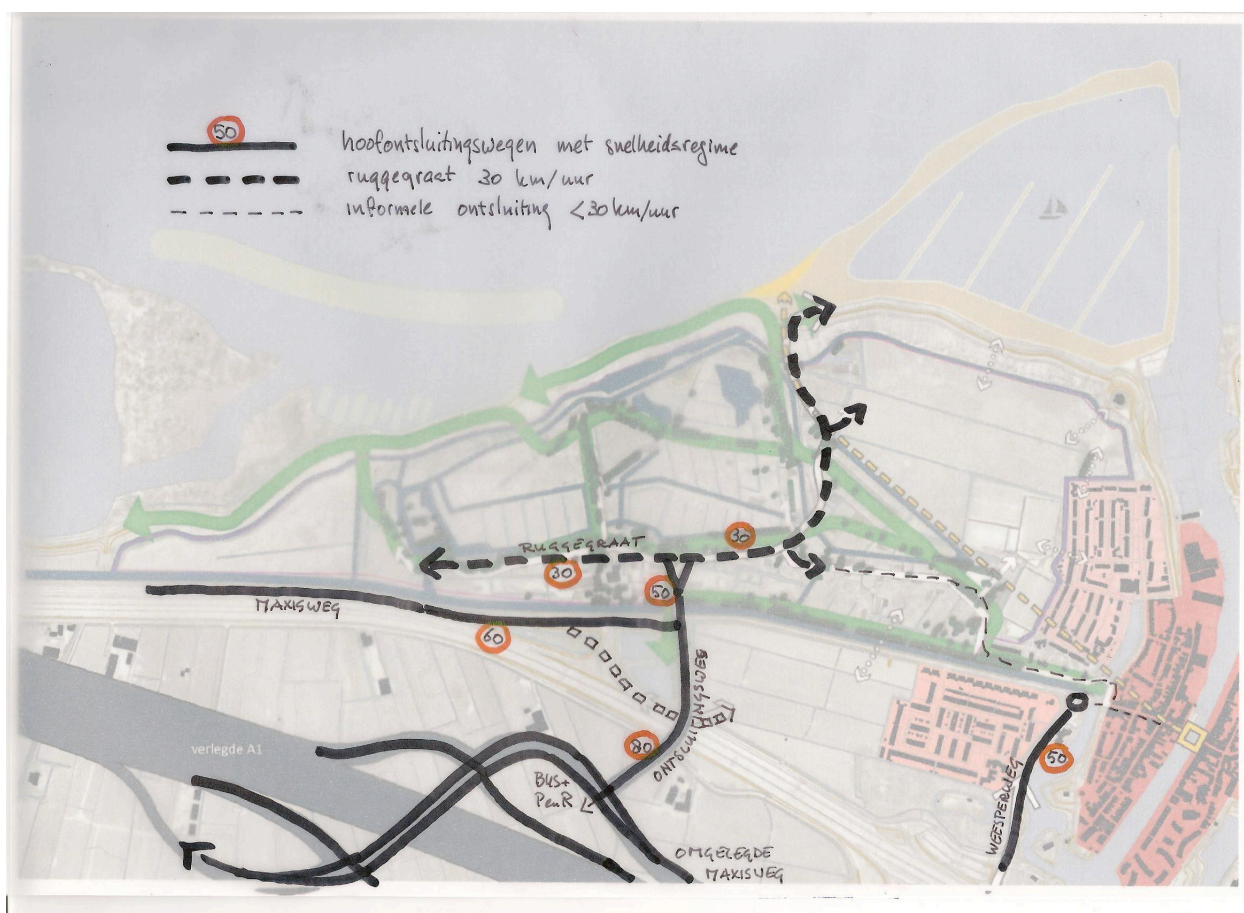 50
hoofontsluitingswegen met snelheidsregime
ruggegraat 30 km/uur
informele ontsluiting <30 km/uur
RUGGEGRAAT
30
30
50
MAXISWEG
60
ONTSLUITINGSWEG
80
verlegde A1
BUS+
PenR
50
WEESPERWEG
OMGELEGDE
MAXISWEG